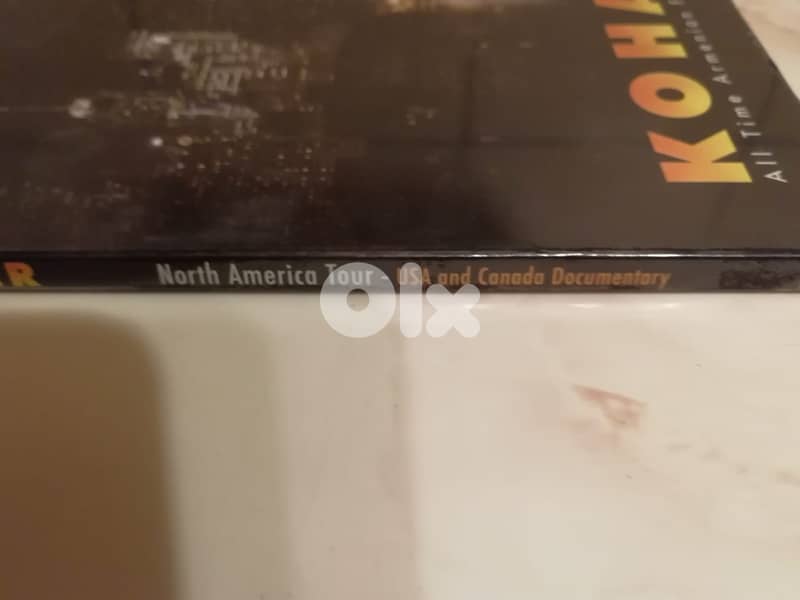 KOHA
All Time Armenian
R North America Tour - USA and Canada Documentary
olx